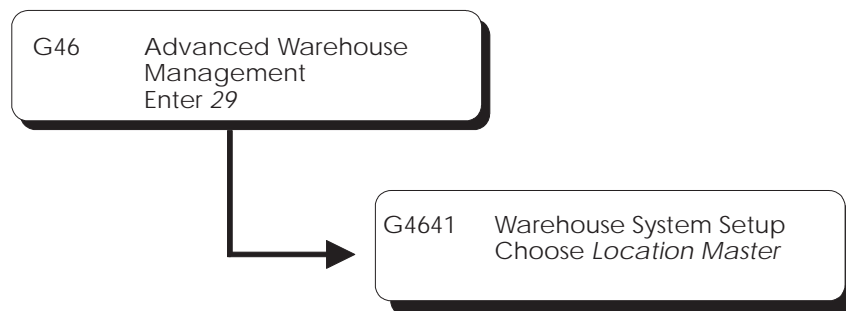 G46 Advanced Warehouse
Management
Enter 29
G4641 Warehouse System Setup
Choose Location Master